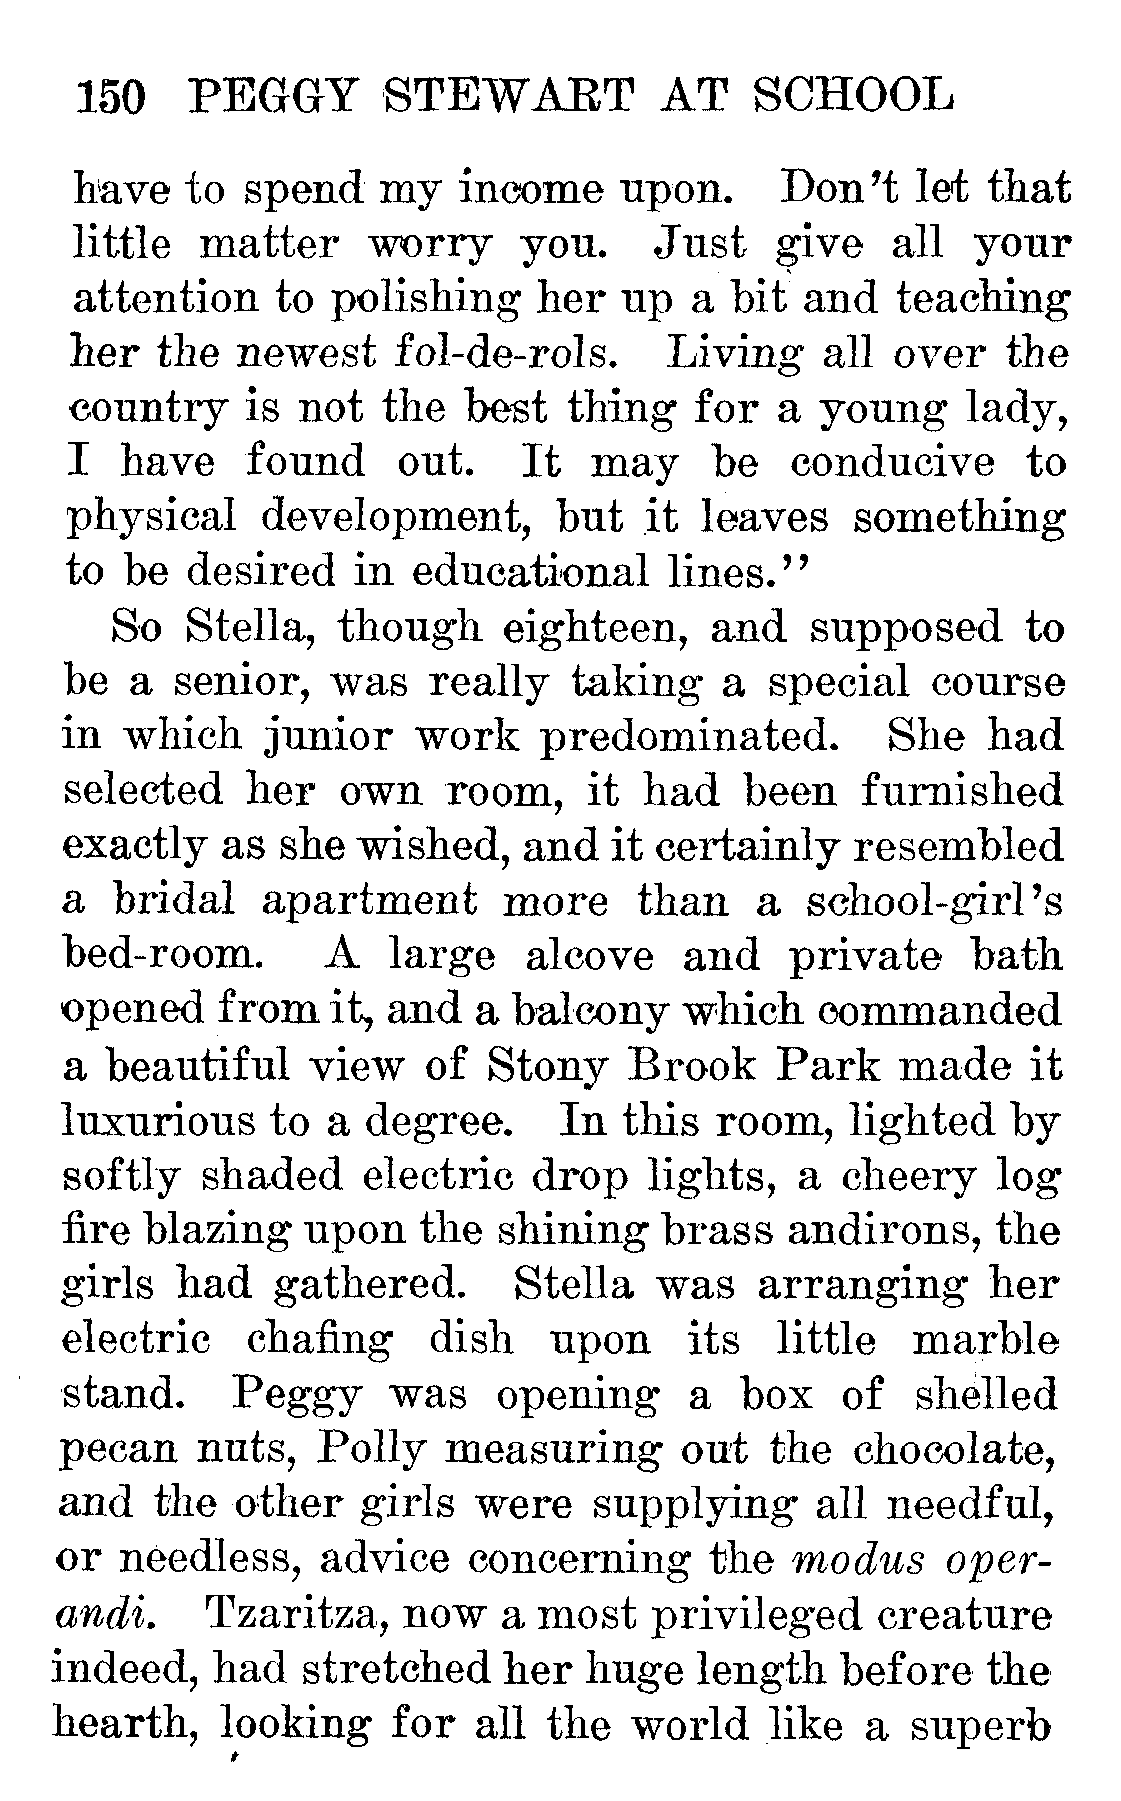 150 PEGGY STEWART AT SCHOOL
have to spend my income upon. Don't let that
little matter worry you. Just give all your
attention to polishing her up a bit and teaching
her the newest fol-de-rols. Living all over the
country is not the best thing for a young lady,
I have found out. It may be conducive to
physical development, but it leaves something
to be desired in educational lines."
So Stella, though eighteen, and supposed to
be a senior, was really taking a special course
in which junior work predominated. She had
selected her own room, it had been furnished
exactly as she wished, and it certainly resembled
a bridal apartment more than a school-girl's
bed-room. A large alcove and private bath
opened from it, and a balcony which commanded
a beautiful view of Stony Brook Park made it
luxurious to a degree. In this room, lighted by
softly shaded electric drop lights, a cheery log
fire blazing upon the shining brass andirons, the
girls had gathered. Stella was arranging her
electric chafing dish upon its little marble
stand. Peggy was opening a box of shelled
pecan nuts, Polly measuring out the chocolate,
and the other girls were supplying all needful,
or needless, advice concerning the modus oper-
andi. Tzaritza, now a most privileged creature
indeed, had stretched her huge length before the
hearth, looking for all the world like a superb